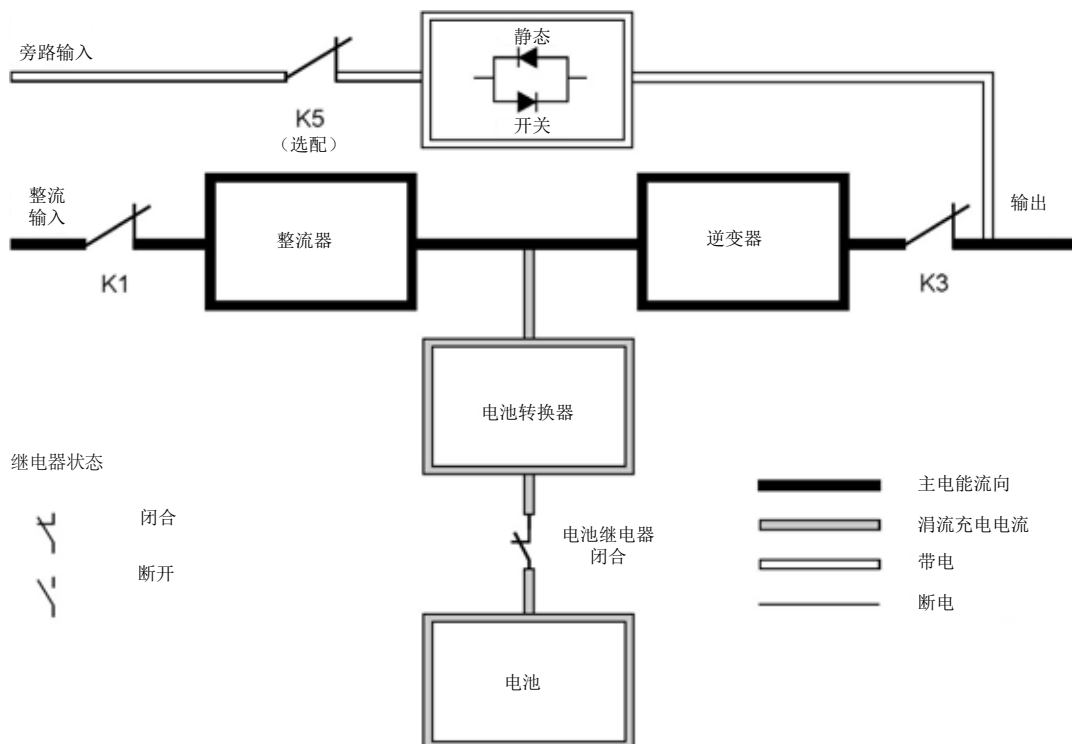 旁路输入
静态
开关
K5
（选配）
整流
输入
K1
整流器
逆变器
K3
输出
电池转换器
继电器状态
闭合
断开
电池继电器
闭合
电池
主电能流向
涓流充电电流
带电
断电